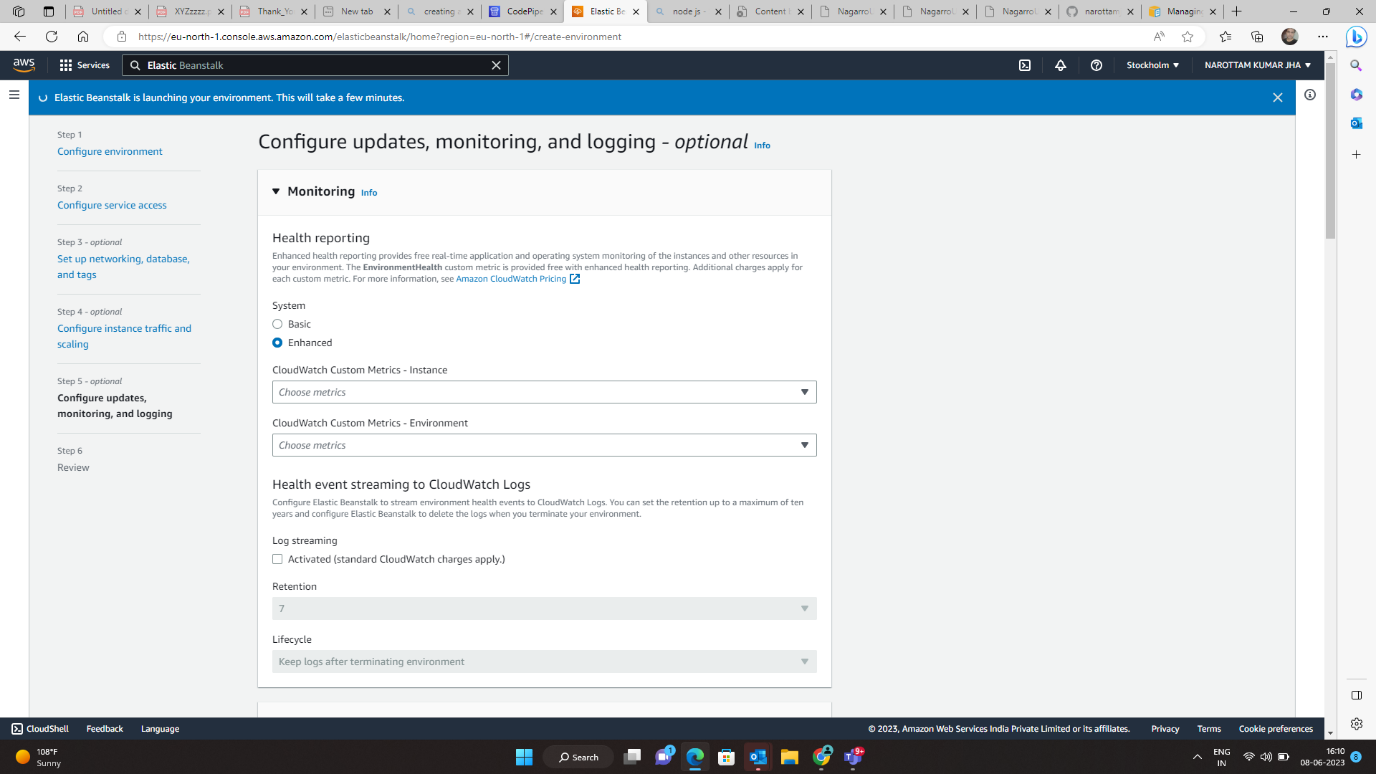 Untitled
XYZzzz.p
Thank_Yo
New tab
creating
CodePipe
Elastic Be
node js -
Content
Nagarrol
Nagarrol
Nagarrol
narottam
Managin
https://eu-north-1.console.aws.amazon.com/elasticbeanstalk/home?region=eu-north-1#/create-environment
aws
Services
Elastic Beanstalk
Stockholm
NAROTTAM KUMAR JHA
Elastic Beanstalk is launching your environment. This will take a few minutes.
Step 1
Configure environment
Step 2
Configure service access
Step 3 - optional
Set up networking, database,
and tags
Step 4 - optional
Configure instance traffic and
scaling
Step 5 - optional
Configure updates,
monitoring, and logging
Step 6
Review
Configure updates, monitoring, and logging - optional Info
Monitoring Info
Health reporting
Enhanced health reporting provides free real-time application and operating system monitoring of the instances and other resources in
your environment. The EnvironmentHealth custom metric is provided free with enhanced health reporting. Additional charges apply for
each custom metric. For more information, see Amazon CloudWatch Pricing
System
Basic
Enhanced
CloudWatch Custom Metrics - Instance
Choose metrics
CloudWatch Custom Metrics - Environment
Choose metrics
Health event streaming to CloudWatch Logs
Configure Elastic Beanstalk to stream environment health events to CloudWatch Logs. You can set the retention up to a maximum of ten
years and configure Elastic Beanstalk to delete the logs when you terminate your environment.
Log streaming
Activated (standard CloudWatch charges apply.)
Retention
7
Lifecycle
Keep logs after terminating environment
CloudShell
Feedback
Language
© 2023, Amazon Web Services India Private Limited or its affiliates.
Privacy
Terms
Cookie preferences
108°F
Sunny
Search
1
9+
ENG
IN
16:10
08-06-2023
8